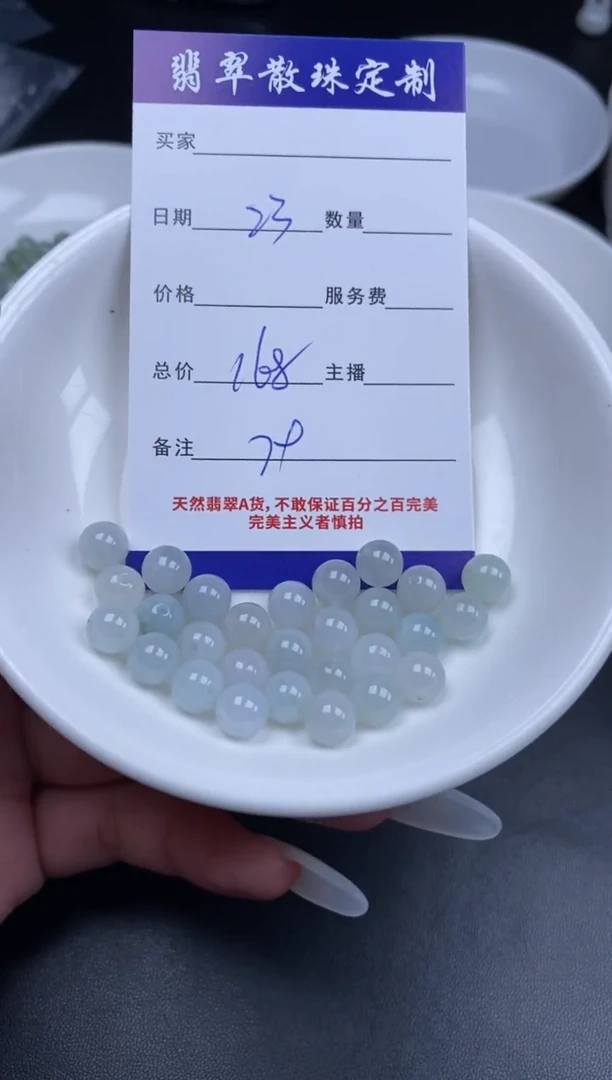 翡翠散珠定制
买家
日期 23 数量
价格 服务费
总价 168 主播
备注
天然翡翠A货，不敢保证百分之百完美
完美主义者慎拍